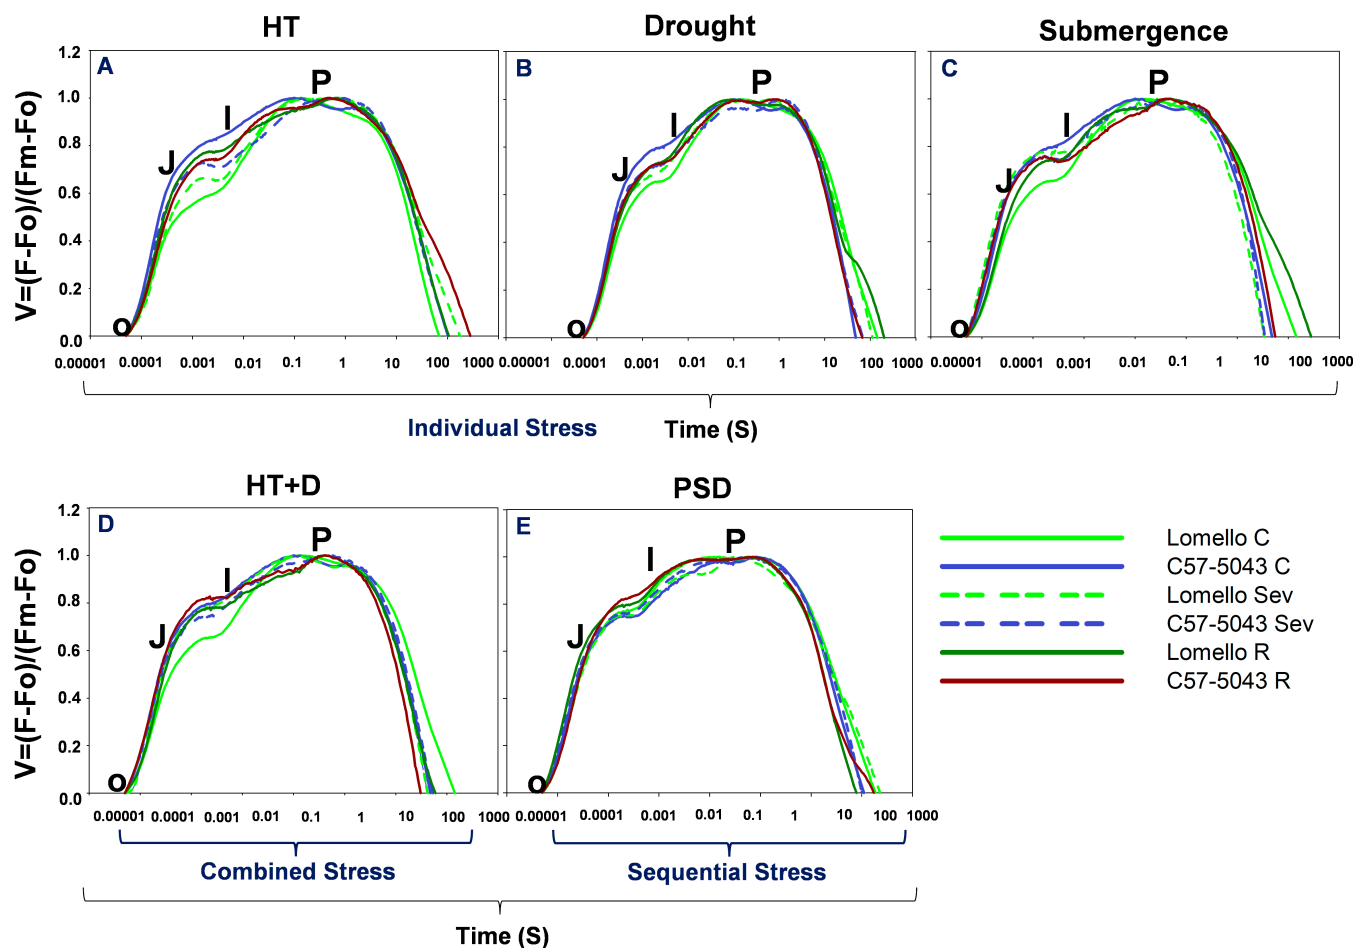 HT
Drought
Submergence
V=(F-Fo)/(Fm-Fo)
1.2
1.0
0.8
0.6
0.4
0.2
0.0
A
O
J
I
P
B
O
J
I
P
C
O
J
I
P
0.00001 0.0001 0.001 0.01 0.1 1 10 100 1000
0.00001 0.0001 0.001 0.01 0.1 1 10 100 1000
0.00001 0.0001 0.001 0.01 0.1 1 10 100 1000
Individual Stress
Time (S)
HT+D
PSD
V=(F-Fo)/(Fm-Fo)
1.2
1.0
0.8
0.6
0.4
0.2
0.0
D
O
J
I
P
E
O
J
I
P
0.00001 0.0001 0.001 0.01 0.1 1 10 100 1000
0.00001 0.0001 0.001 0.01 0.1 1 10 100 1000
Lomello C
C57-5043 C
Lomello Sev
C57-5043 Sev
Lomello R
C57-5043 R
Combined Stress
Sequential Stress
Time (S)